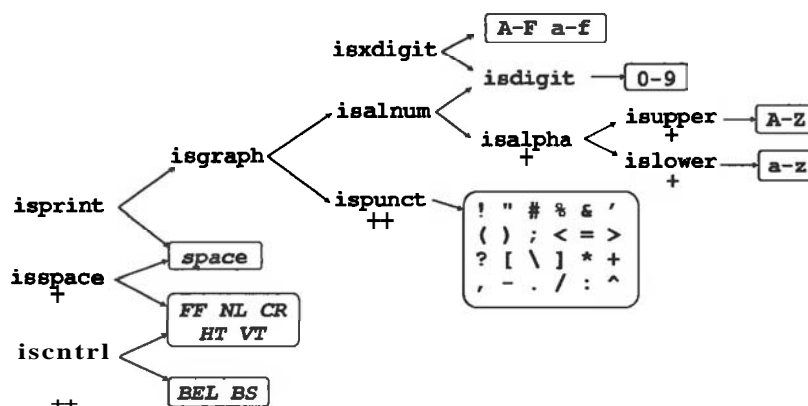 A-F a-f
isxdigit
isdigit
0-9
isalnum
isupper
A-Z
+
isalpha
+
isgraph
islower
a-z
+
isprint
ispunct
++
! " # % & ′
( ) ; < = >
? [ \ ] * +
, - . / : ^
space
isspace
+
FF NL CR
HT VT
iscntrl
BEL BS
++